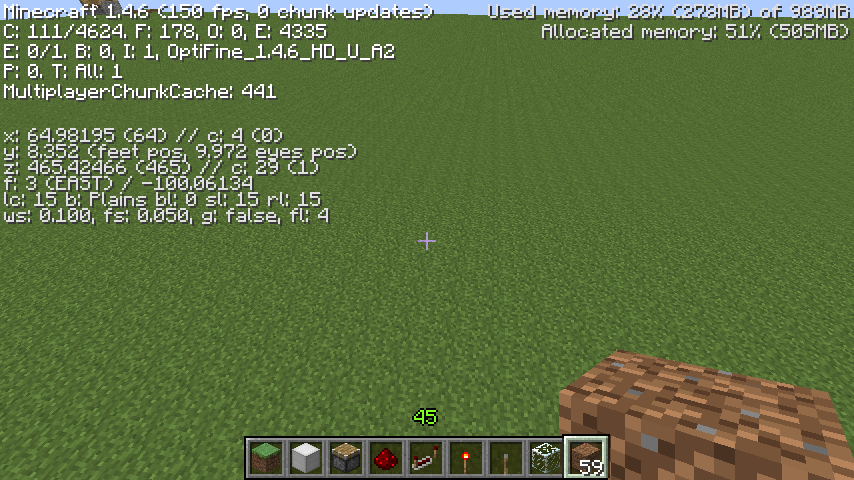 Minecraft 1.4.6 (150 fps, 0 chunk updates)
Used memory: 28% (278MB) of 989MB
C: 111/4624, F: 178, O: 0, E: 4335
Allocated memory: 51% (505MB)
E: 0/1. B: 0, I: 1, OptiFine_1.4.6_HD_U_A2
P: 0. T: All: 1
MultiplayerChunkCache: 441
x: 64.98195 (64) // c: 4 (0)
y: 8.352 (feet pos, 9.972 eyes pos)
z: 465.42466 (465) // c: 29 (1)
f: 3 (EAST) / -100.06134
lc: 15 b: Plains bl: 0 sl: 15 rl: 15
ws: 0.100, fs: 0.050, g: false, fl: 4
45
59